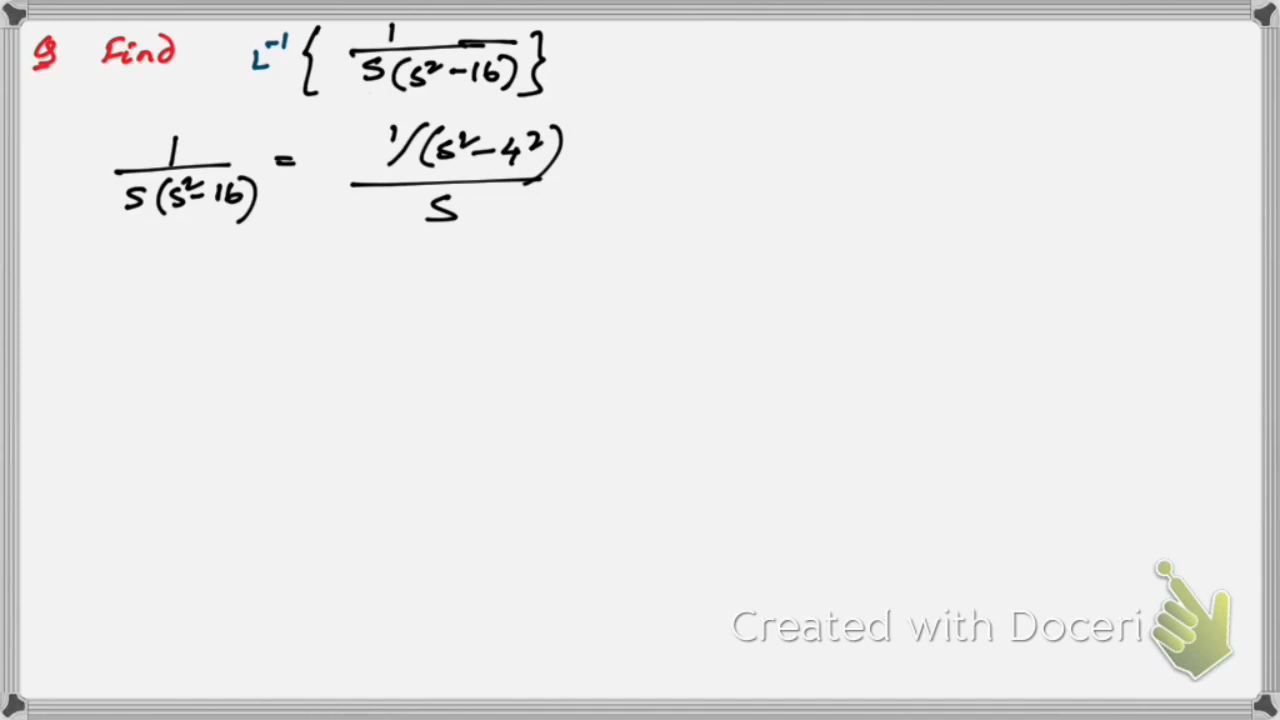 Q Find L⁻¹ { 1 / s(s² - 16) }
1 / s(s² - 16) = 1/(s² - 4²) / s
Created with Doceri